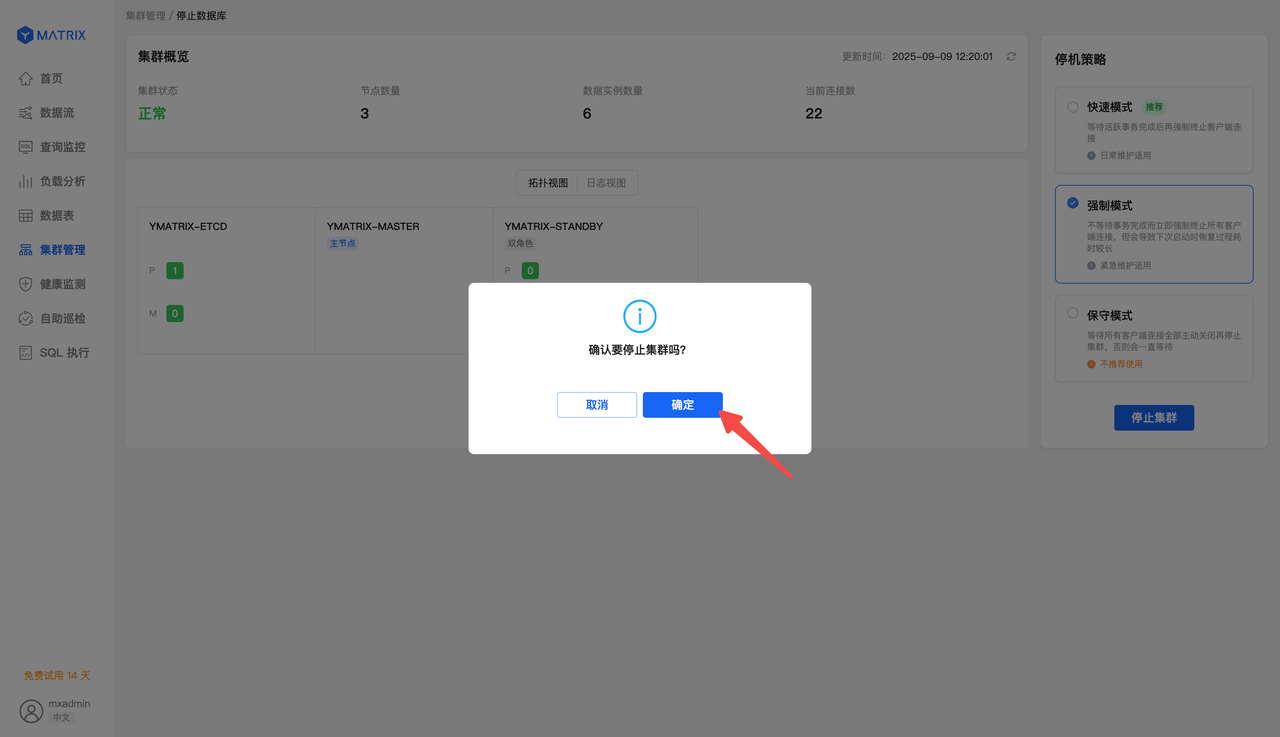 MATRIX
首页
数据流
查询监控
负载分析
数据表
集群管理
健康监测
自助巡检
SQL 执行
免费试用 14 天
mxadmin
中文
集群管理 / 停止数据库
集群概览
更新时间: 2025-09-09 12:20:01
集群状态
正常
节点数量
3
数据实例数量
6
当前连接数
22
拓扑视图
日志视图
YMATRIX-ETCD
P 1
M 0
YMATRIX-MASTER
主节点
YMATRIX-STANDBY
双角色
P 0
确认要停止集群吗?
取消
确定
停机策略
快速模式 推荐
等待活跃事务完成后再强制终止客户端连
接
日常维护适用
强制模式
不等待事务完成而立即强制终止所有客户
端连接，但会导致下次启动时恢复过程耗
时较长
紧急维护适用
保守模式
等待所有客户端连接全部主动关闭再停止
集群，否则会一直等待
不推荐使用
停止集群